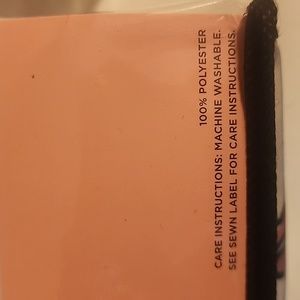 100% POLYESTER
CARE INSTRUCTIONS: MACHINE WASHABLE.
SEE SEWN LABEL FOR CARE INSTRUCTIONS.